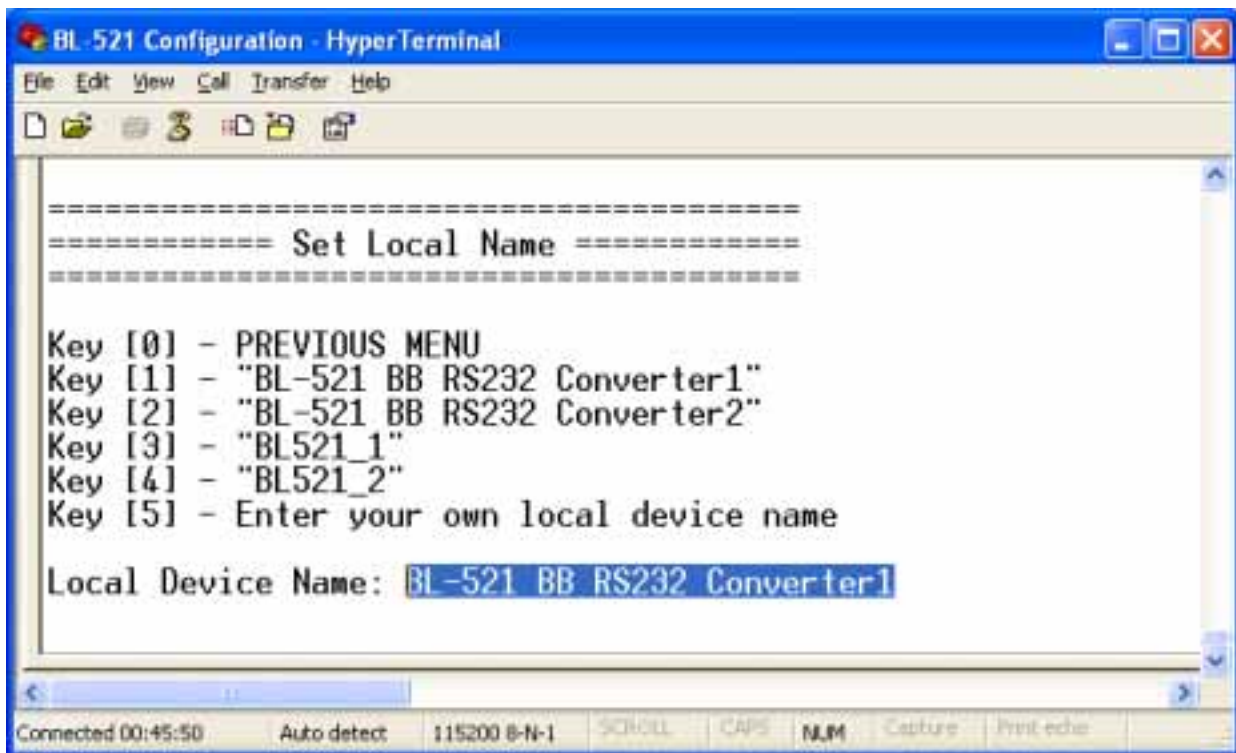 BL-521 Configuration - HyperTerminal
File Edit View Call Transfer Help
========================================
============ Set Local Name ============
========================================
Key [0] - PREVIOUS MENU
Key [1] - "BL-521 BB RS232 Converter1"
Key [2] - "BL-521 BB RS232 Converter2"
Key [3] - "BL521_1"
Key [4] - "BL521_2"
Key [5] - Enter your own local device name
Local Device Name: BL-521 BB RS232 Converter1
Connected 00:45:50 Auto detect 115200 8-N-1 SCROLL CAPS NUM Capture Print echo